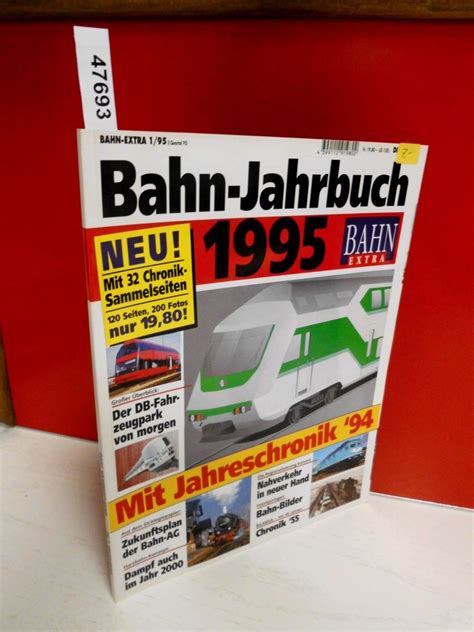 47693
BAHN-EXTRA 1/95
7,-
Bahn-Jahrbuch
1995
BAHN
EXTRA
NEU!
Mit 32 Chronik-
Sammelseiten
120 Seiten, 200 Fotos
nur 19,80!
Großer Überblick:
Der DB-Fahr-
zeugpark
von morgen
Mit Jahreschronik '94
Zukunftsplan
der Bahn-AG
Dampf auch
im Jahr 2000
Nahverkehr
in neuer Hand
Bahn-Bilder
Chronik '55